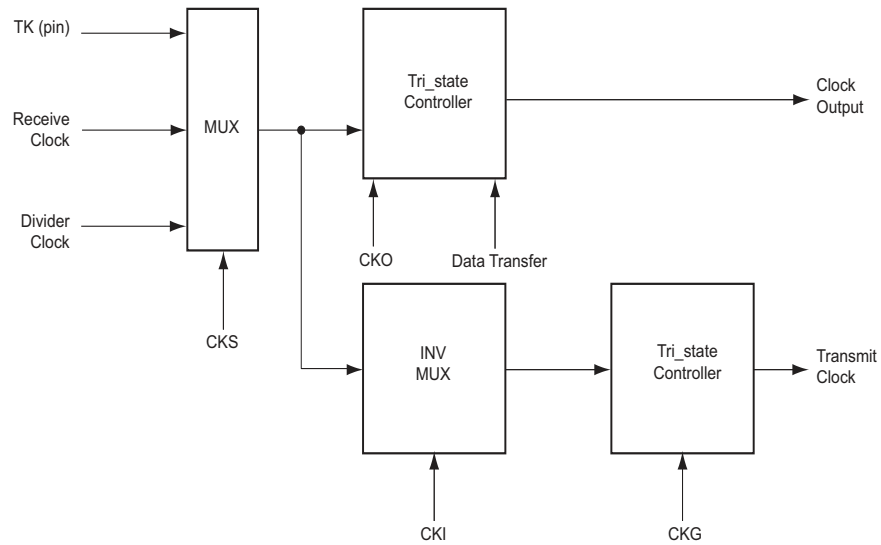 TK (pin)
Receive
Clock
Divider
Clock
MUX
CKS
Tri_state
Controller
CKO
Data Transfer
Clock
Output
INV
MUX
CKI
Tri_state
Controller
CKG
Transmit
Clock